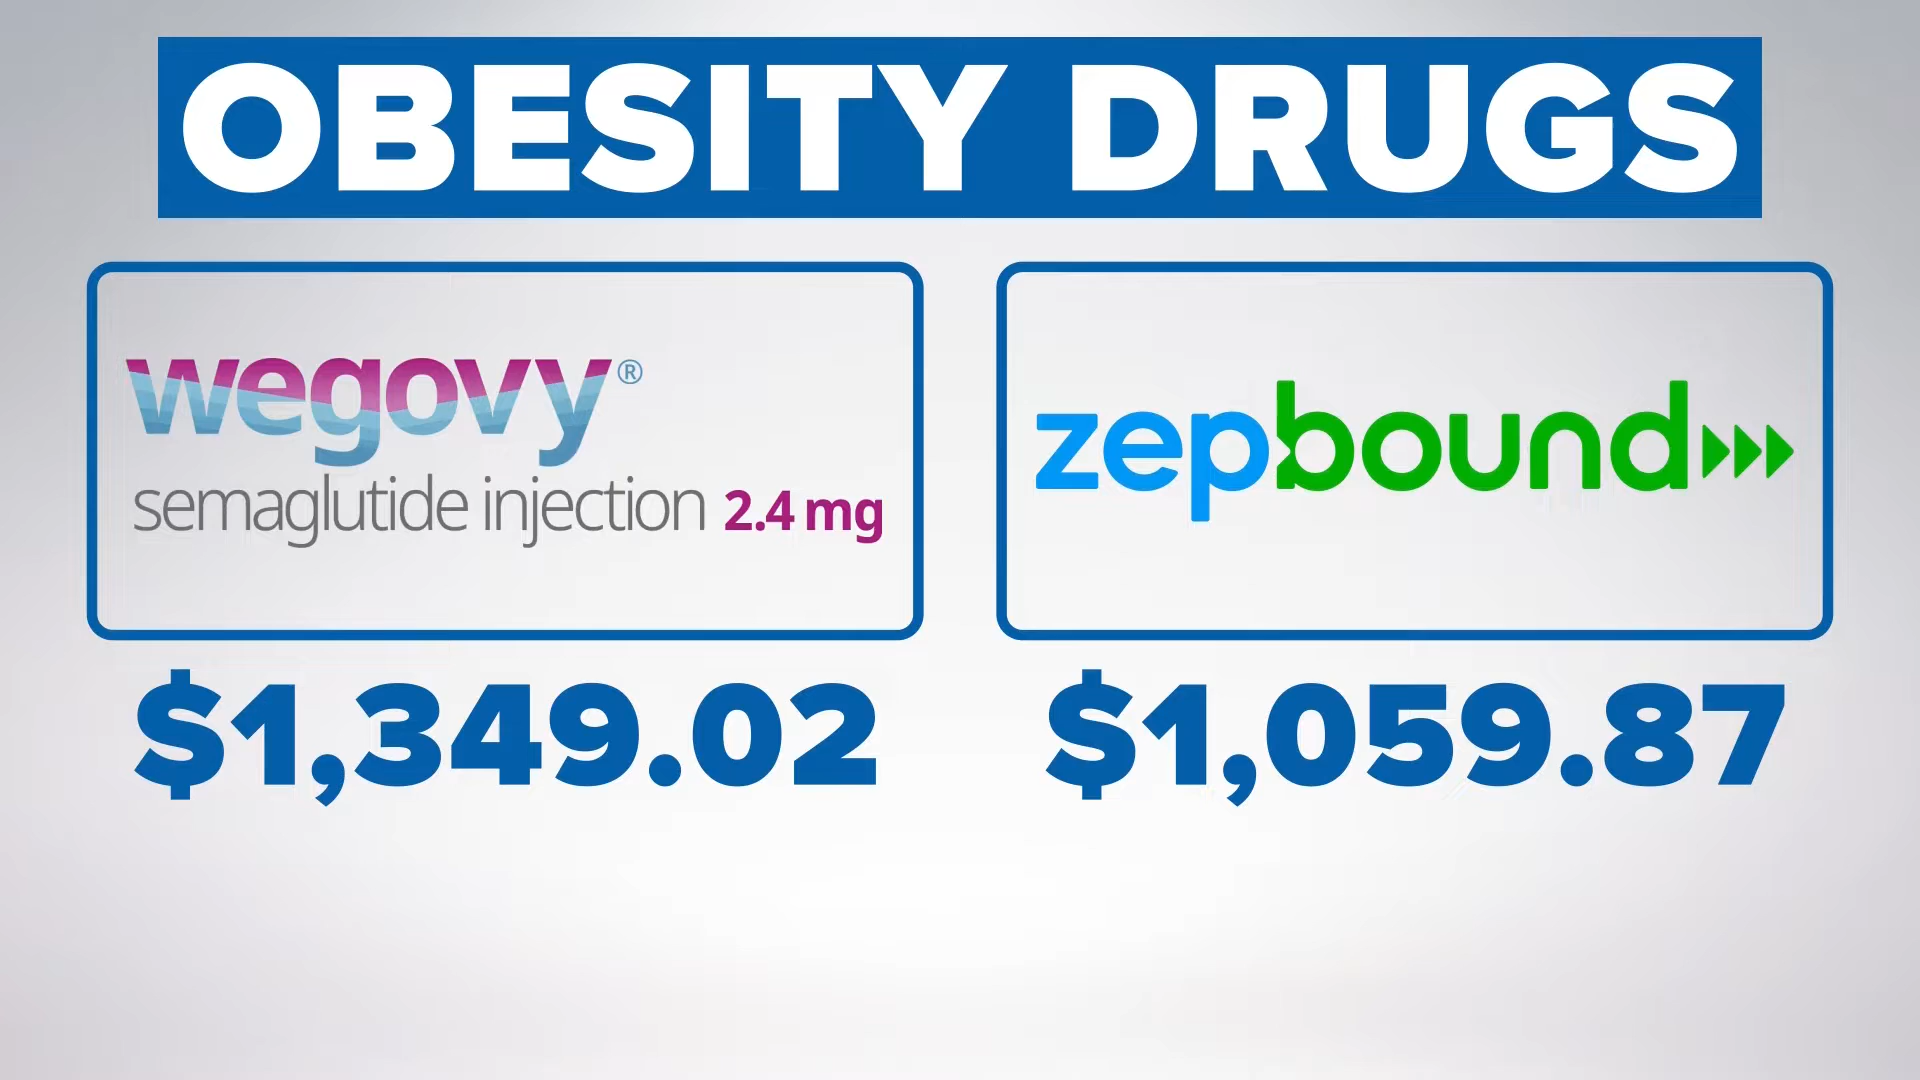 OBESITY DRUGS
wegovy®
semaglutide injection 2.4 mg
zepbound
$1,349.02
$1,059.87